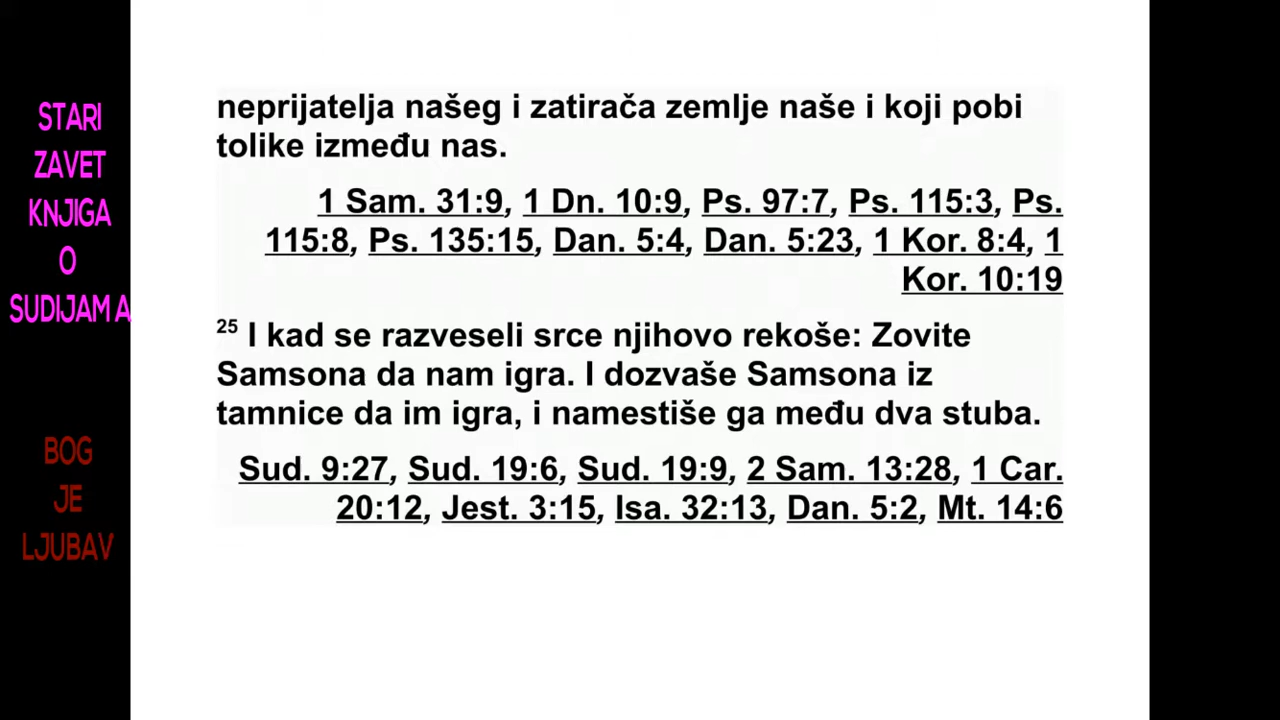 STARI
ZAVET
KNJIGA
O
SUDIJAMA
BOG
JE
LJUBAV
neprijatelja našeg i zatirača zemlje naše i koji pobi
tolike između nas.
1 Sam. 31:9, 1 Dn. 10:9, Ps. 97:7, Ps. 115:3, Ps.
115:8, Ps. 135:15, Dan. 5:4, Dan. 5:23, 1 Kor. 8:4, 1
Kor. 10:19
25 I kad se razveseli srce njihovo rekoše: Zovite
Samsona da nam igra. I dozvaše Samsona iz
tamnice da im igra, i namestiše ga među dva stuba.
Sud. 9:27, Sud. 19:6, Sud. 19:9, 2 Sam. 13:28, 1 Car.
20:12, Jest. 3:15, Isa. 32:13, Dan. 5:2, Mt. 14:6